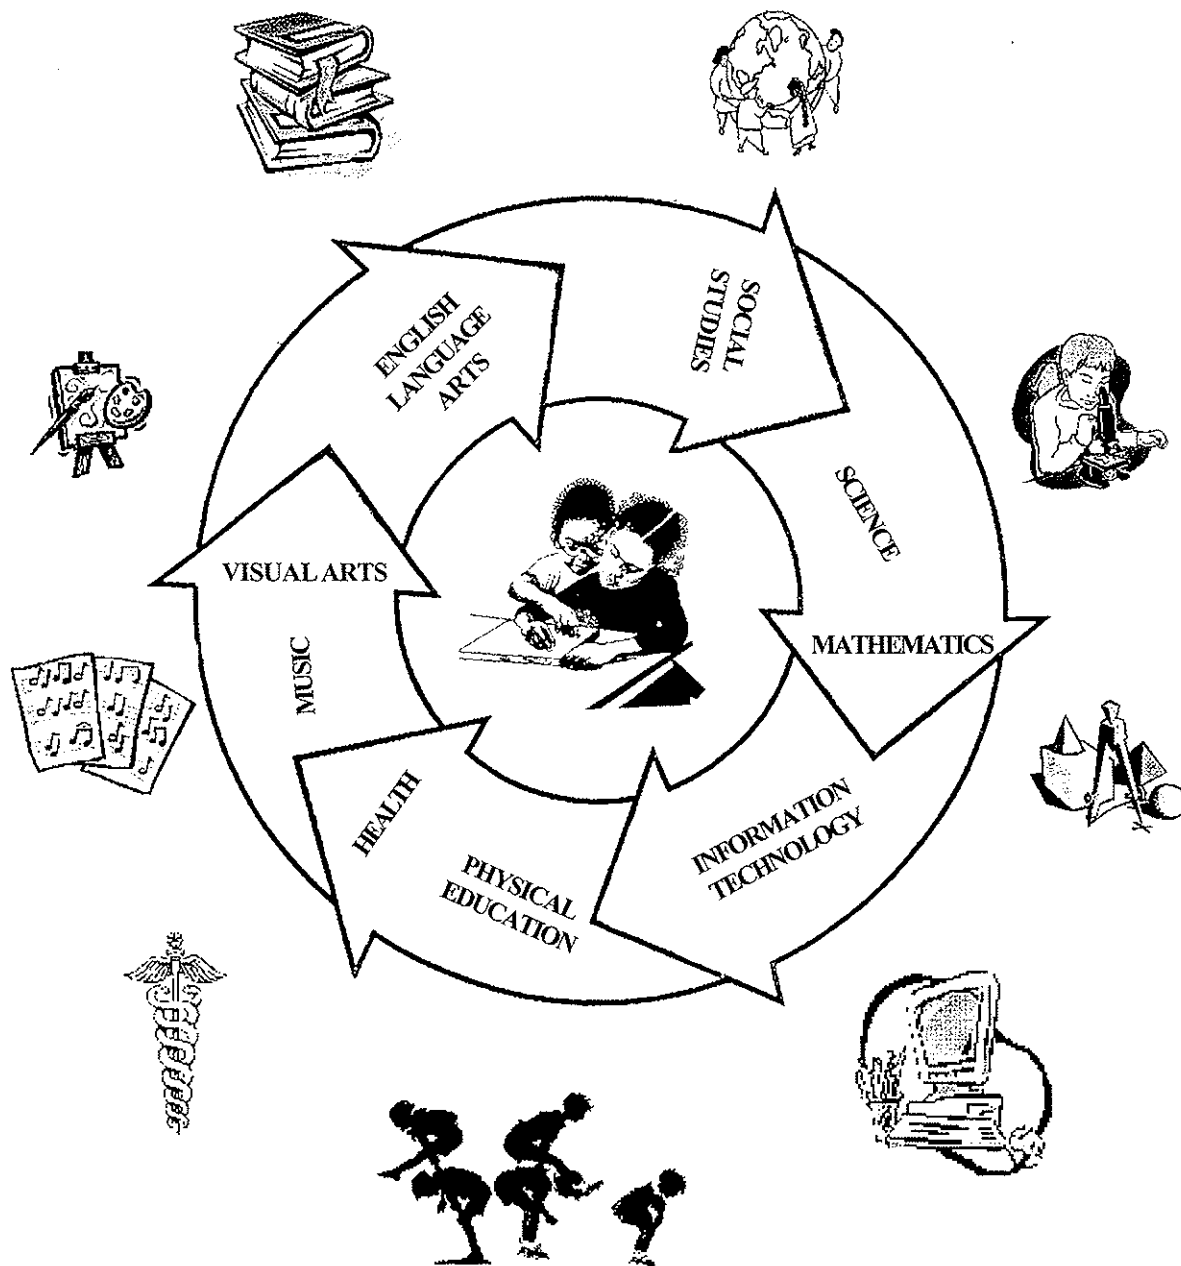 ENGLISH
LANGUAGE
ARTS
SOCIAL
STUDIES
SCIENCE
MATHEMATICS
INFORMATION
TECHNOLOGY
PHYSICAL
EDUCATION
HEALTH
MUSIC
VISUAL ARTS